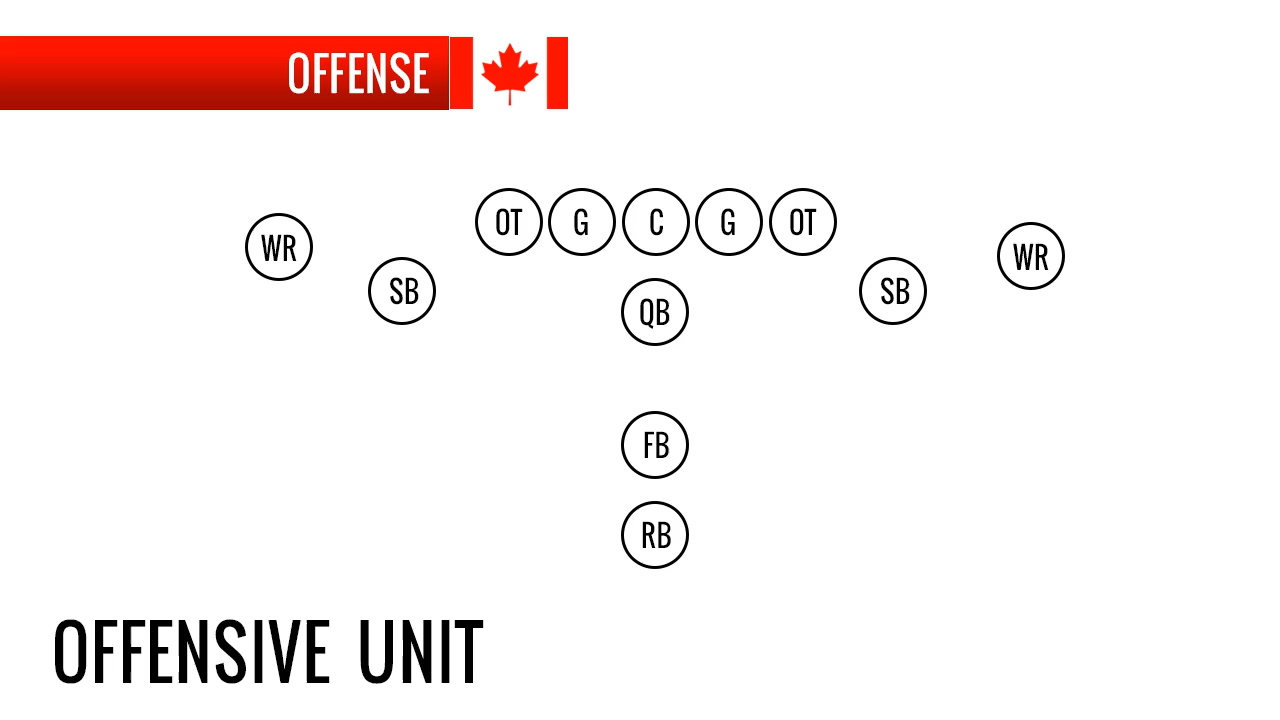 OFFENSE
OT G C G OT
WR WR
SB SB
QB
FB
RB
OFFENSIVE UNIT